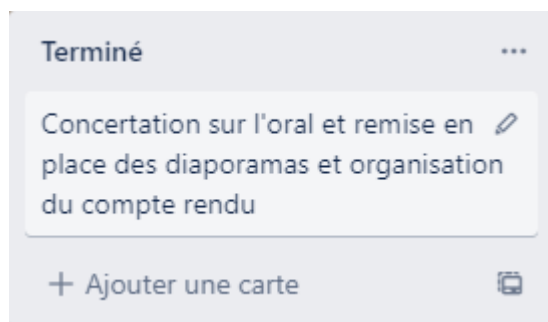 Terminé
Concertation sur l'oral et remise en
place des diaporamas et organisation
du compte rendu
+ Ajouter une carte